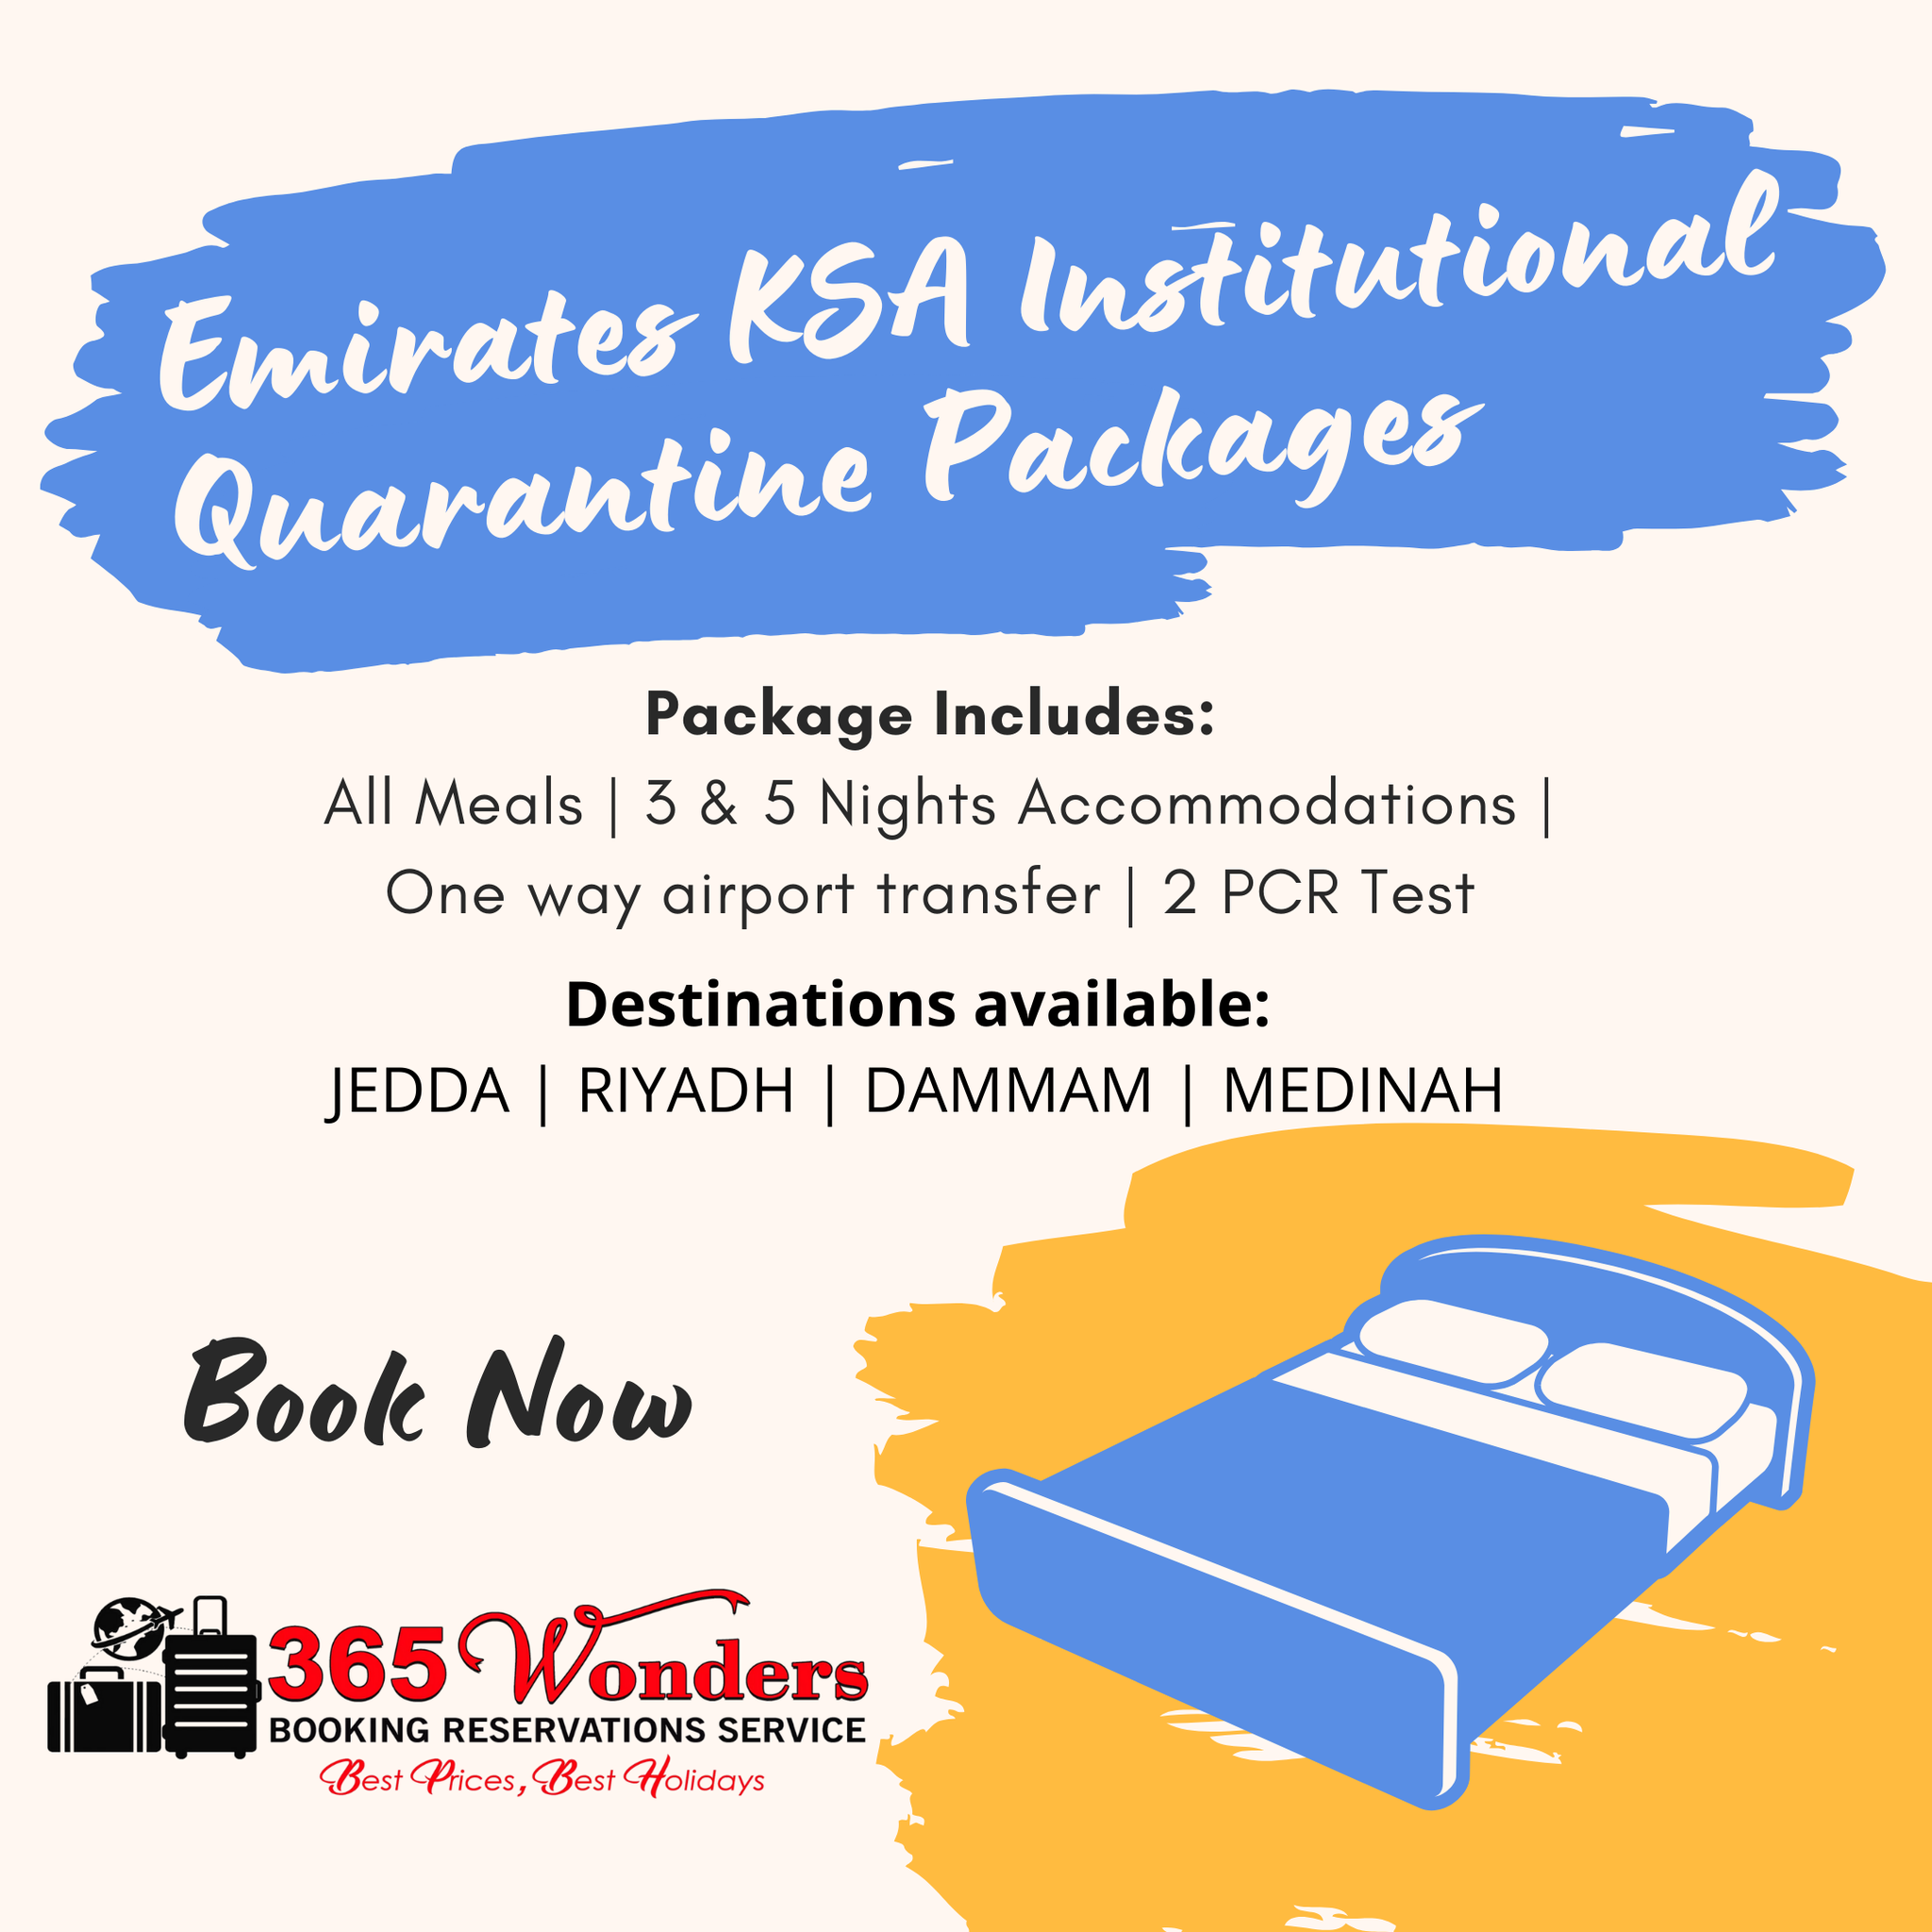 Emirates KSA Institutional
Quarantine Packages
Package Includes:
All Meals | 3 & 5 Nights Accommodations |
One way airport transfer | 2 PCR Test
Destinations available:
JEDDA | RIYADH | DAMMAM | MEDINAH
Book Now
365 Wonders
BOOKING RESERVATIONS SERVICE
Best Prices, Best Holidays